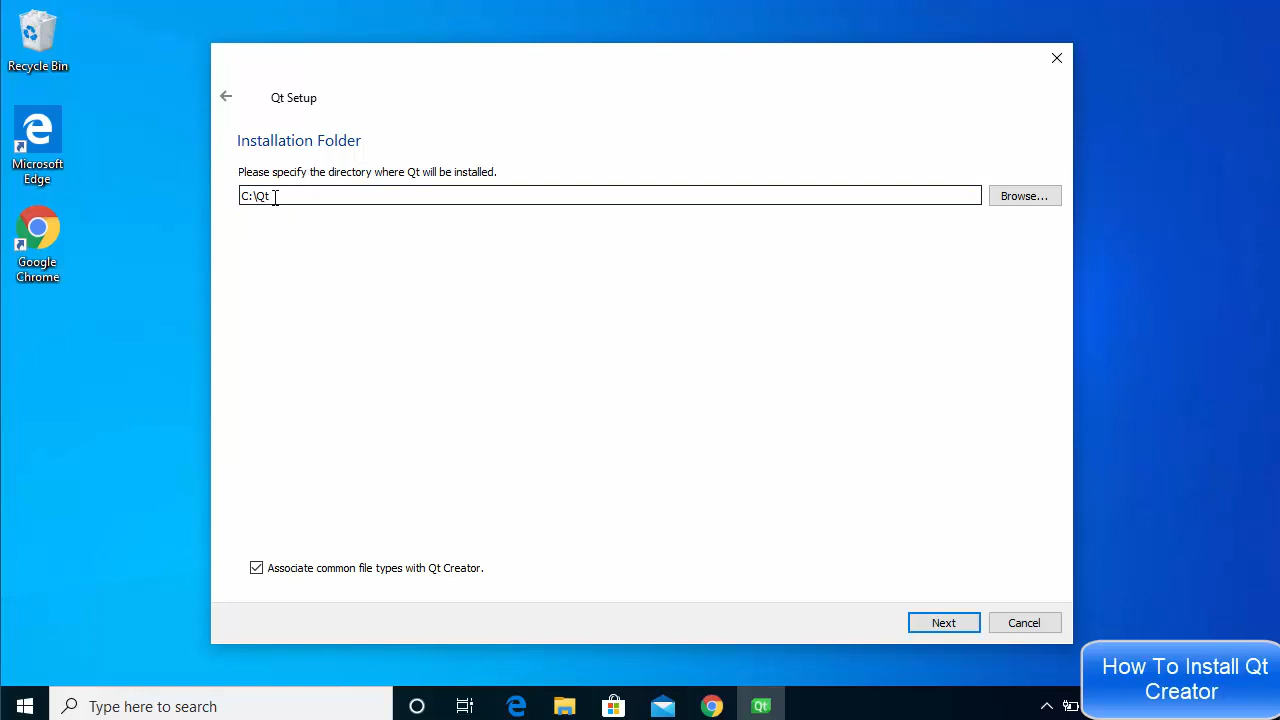 Recycle Bin
Microsoft
Edge
Google
Chrome
Qt Setup
Installation Folder
Please specify the directory where Qt will be installed.
C:\Qt
Browse...
Associate common file types with Qt Creator.
Next
Cancel
How To Install Qt
Creator
Type here to search
Qt